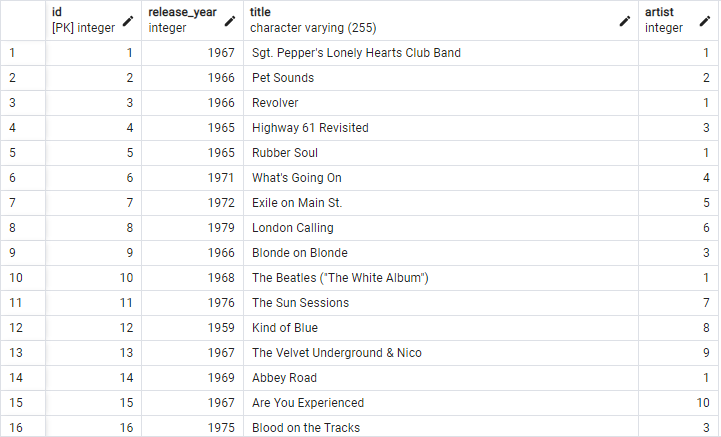 id release_year title artist
[PK] integer integer character varying (255) integer
1 1 1967 Sgt. Pepper's Lonely Hearts Club Band 1
2 2 1966 Pet Sounds 2
3 3 1966 Revolver 1
4 4 1965 Highway 61 Revisited 3
5 5 1965 Rubber Soul 1
6 6 1971 What's Going On 4
7 7 1972 Exile on Main St. 5
8 8 1979 London Calling 6
9 9 1966 Blonde on Blonde 3
10 10 1968 The Beatles ("The White Album") 1
11 11 1976 The Sun Sessions 7
12 12 1959 Kind of Blue 8
13 13 1967 The Velvet Underground & Nico 9
14 14 1969 Abbey Road 1
15 15 1967 Are You Experienced 10
16 16 1975 Blood on the Tracks 3